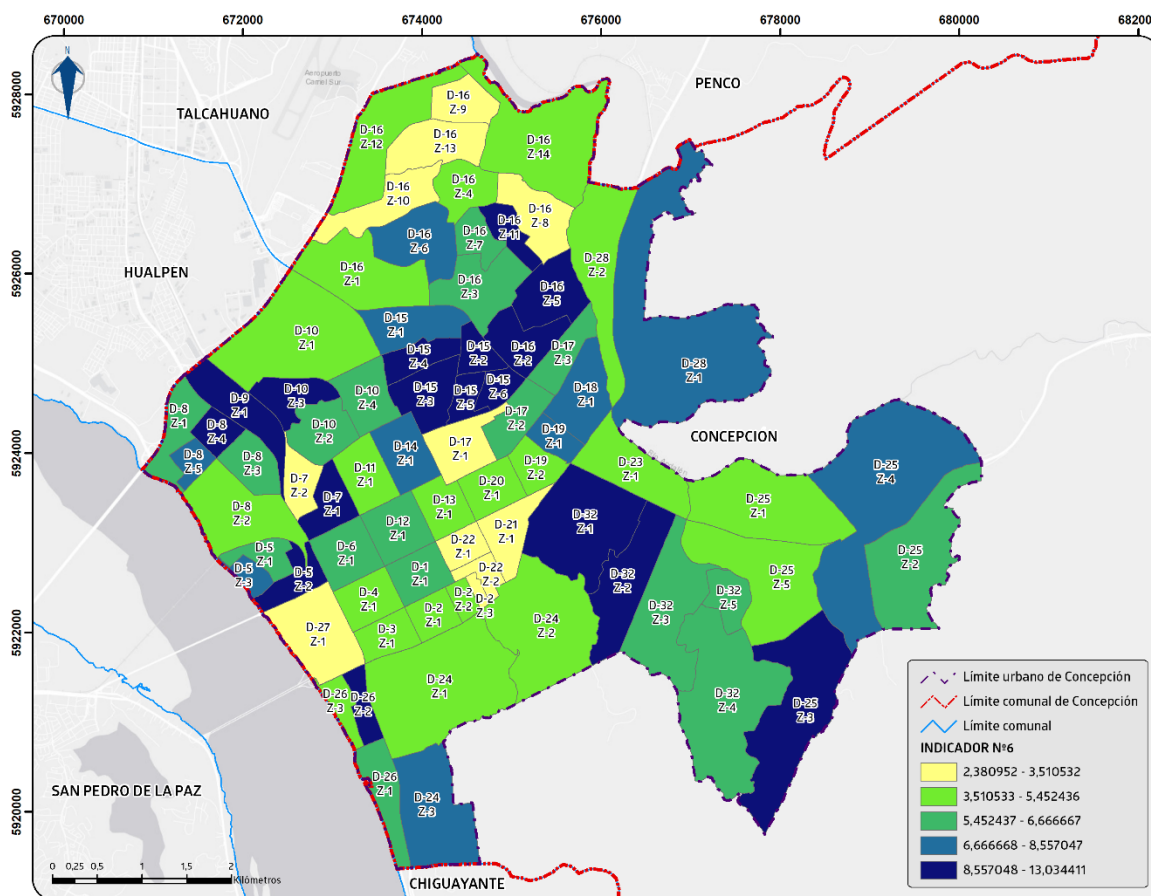 670000
672000
674000
676000
678000
680000
68200
5928000
5926000
5924000
5922000
5920000
N
Aeropuerto
Carriel Sur
TALCAHUANO
PENCO
HUALPEN
CONCEPCION
SAN PEDRO DE LA PAZ
CHIGUAYANTE
D-16
Z-9
D-16
Z-12
D-16
Z-13
D-16
Z-14
D-16
Z-10
D-16
Z-4
D-16
Z-8
D-16
Z-11
D-16
Z-6
D-16
Z-7
D-28
Z-2
D-16
Z-1
D-16
Z-3
D-16
Z-5
D-10
Z-1
D-15
Z-1
D-15
Z-2
D-16
Z-2
D-17
Z-3
D-15
Z-4
D-28
Z-1
D-9
Z-1
D-10
Z-3
D-10
Z-4
D-15
Z-3
D-15
Z-5
D-15
Z-6
D-18
Z-1
D-8
Z-1
D-8
Z-4
D-10
Z-2
D-17
Z-2
D-19
Z-1
D-8
Z-5
D-8
Z-3
D-14
Z-1
D-17
Z-1
D-7
Z-2
D-11
Z-1
D-19
Z-2
D-23
Z-1
D-25
Z-4
D-7
Z-1
D-20
Z-1
D-8
Z-2
D-13
Z-1
D-25
Z-1
D-12
Z-1
D-21
Z-1
D-32
Z-1
D-6
Z-1
D-22
Z-1
D-5
Z-1
D-25
Z-2
D-5
Z-3
D-5
Z-2
D-1
Z-1
D-22
Z-2
D-32
Z-2
D-25
Z-5
D-4
Z-1
D-2
Z-2
D-2
Z-3
D-32
Z-3
D-32
Z-5
D-27
Z-1
D-3
Z-1
D-2
Z-1
D-24
Z-2
D-24
Z-1
D-26
Z-3
D-26
Z-2
D-32
Z-4
D-25
Z-3
D-26
Z-1
D-24
Z-3
Límite urbano de Concepción
Límite comunal de Concepción
Límite comunal
INDICADOR Nº6
2,380952 - 3,510532
3,510533 - 5,452436
5,452437 - 6,666667
6,666668 - 8,557047
8,557048 - 13,034411
0 0,25 0,5 1 1,5 2
Kilómetros